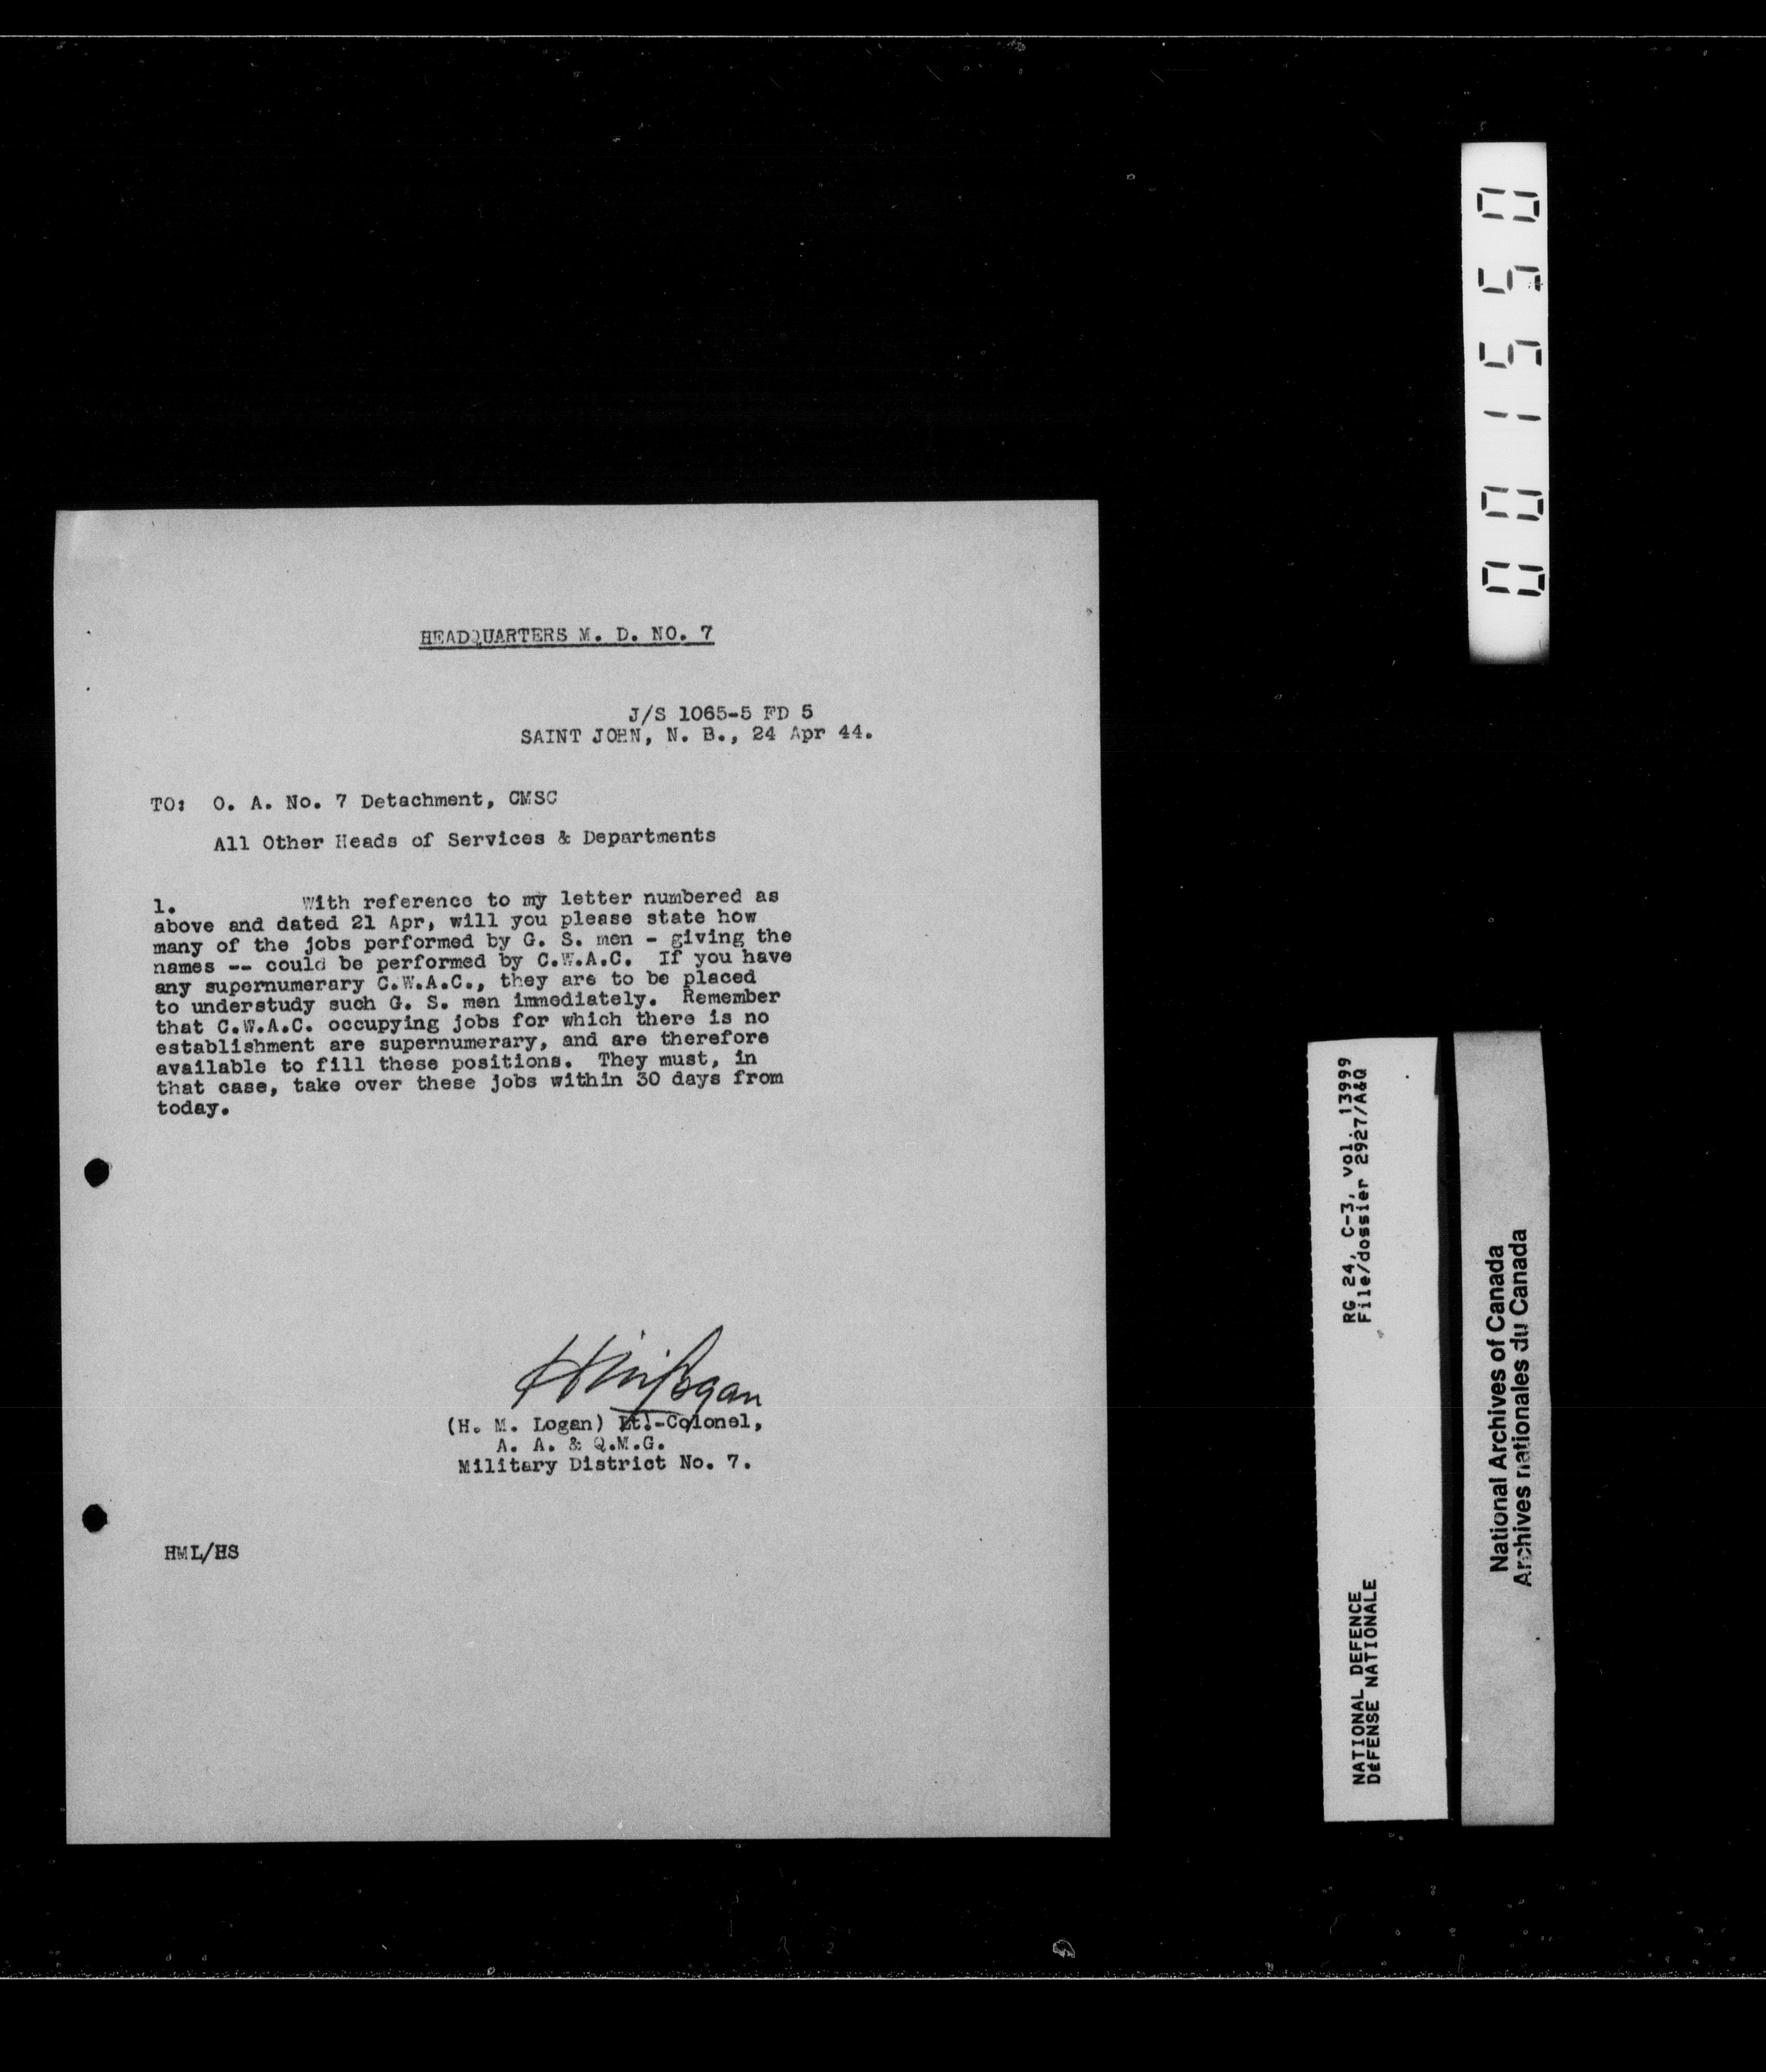 HEADQUARTERS M. D. NO. 7
J/S 1065-5 FD 5
SAINT JOHN, N. B., 24 Apr 44.
TO: O. A. No. 7 Detachment, CMSC
All Other Heads of Services & Departments
1. With reference to my letter numbered as
above and dated 21 Apr, will you please state how
many of the jobs performed by G. S. men - giving the
names -- could be performed by C.W.A.C. If you have
any supernumerary C.W.A.C., they are to be placed
to understudy such G. S. men immediately. Remember
that C.W.A.C. occupying jobs for which there is no
establishment are supernumerary, and are therefore
available to fill these positions. They must, in
that case, take over these jobs within 30 days from
today.
H M Logan
(H. M. Logan) Lt.-Colonel,
A. A. & Q.M.G.
Military District No. 7.
HML/HS
001550
RG 24, C-3, vol. 13999
File/dossier 2927/A&Q
NATIONAL DEFENCE
DéFENSE NATIONALE
National Archives of Canada
Archives nationales du Canada